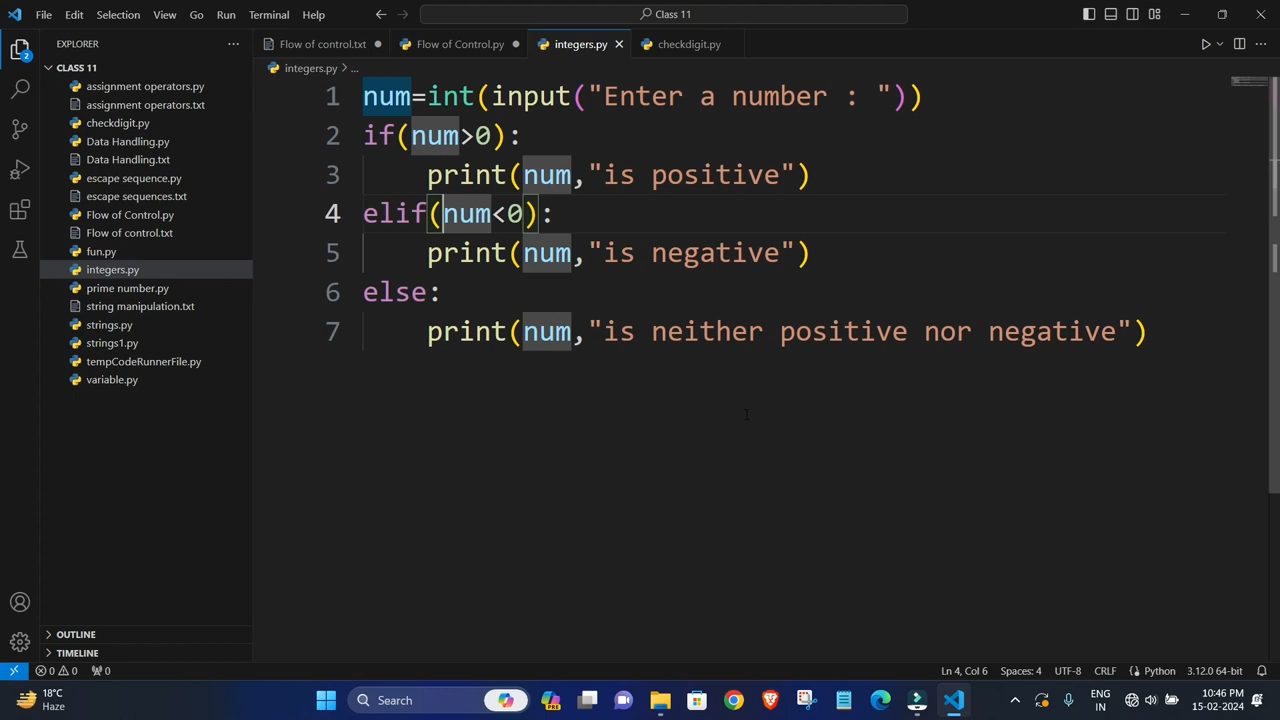 File Edit Selection View Go Run Terminal Help
Class 11
EXPLORER
CLASS 11
2
assignment operators.py
assignment operators.txt
checkdigit.py
Data Handling.py
Data Handling.txt
escape sequence.py
escape sequences.txt
Flow of Control.py
Flow of control.txt
fun.py
integers.py
prime number.py
string manipulation.txt
strings.py
strings1.py
tempCodeRunnerFile.py
variable.py
OUTLINE
TIMELINE
Flow of control.txt Flow of Control.py integers.py checkdigit.py
integers.py > ...
1 num=int(input("Enter a number : "))
2 if(num>0):
3 print(num,"is positive")
4 elif(num<0):
5 print(num,"is negative")
6 else:
7 print(num,"is neither positive nor negative")
0 0 0 Ln 4, Col 6 Spaces: 4 UTF-8 CRLF Python 3.12.0 64-bit
18°C
Haze
Search
PRE
ENG
IN
10:46 PM
15-02-2024